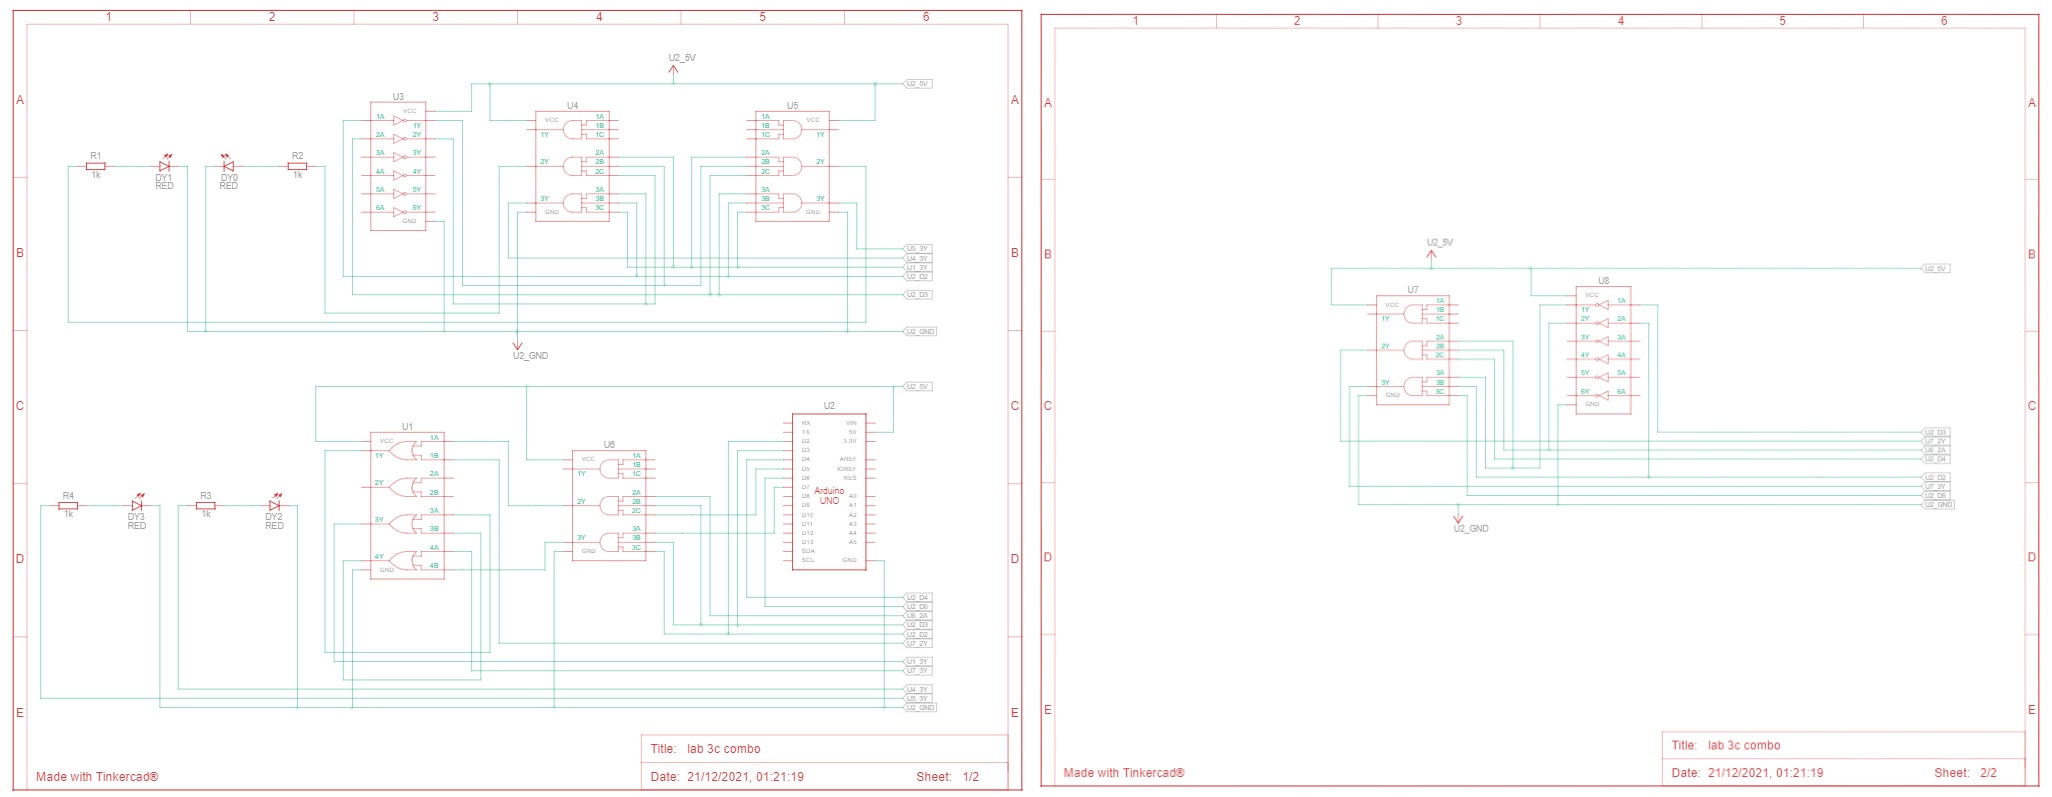 1 2 3 4 5 6
A
B
C
D
E
A
B
C
D
E
U2_5V
U2_5V
U3
VCC
1A 1Y
2A 2Y
3A 3Y
4A 4Y
5A 5Y
6A 6Y
GND
U4
VCC 1A
1B
1Y 1C
2A
2Y 2B
2C
3A
3Y 3B
GND 3C
U5
1A VCC
1B
1C 1Y
2A
2B 2Y
2C
3A
3B 3Y
3C GND
R1
1k
DY1
RED
DY0
RED
R2
1k
U5_3Y
U4_3Y
U1_3Y
U2_D2
U2_D3
U2_GND
U2_GND
U2_5V
U1
VCC 1A
1Y 1B
2A
2Y 2B
3Y 3A
3B
4Y 4A
GND 4B
U6
VCC 1A
1B
1Y 1C
2A
2Y 2B
2C
3A
3Y 3B
GND 3C
U2
RX VIN
TX 5V
D2 3.3V
D3
D4 AREF
D5 IOREF
D6 RES
D7
D8 A0
D9 A1
D10 A2
D11 A3
D12 A4
D13 A5
SDA
SCL GND
Arduino
UNO
R4
1k
DY3
RED
R3
1k
DY2
RED
U2_D4
U2_D6
U6_2A
U2_D3
U2_D2
U7_2Y
U1_3Y
U7_3Y
U4_3Y
U5_3Y
U2_GND
Title: lab 3c combo
Made with Tinkercad®
Date: 21/12/2021, 01:21:19 Sheet: 1/2
1 2 3 4 5 6
A
B
C
D
E
A
B
C
D
E
U2_5V
U2_5V
U7
VCC 1A
1B
1Y 1C
2A
2Y 2B
2C
3A
3Y 3B
GND 3C
U8
VCC
1Y 1A
2Y 2A
3Y 3A
4Y 4A
5Y 5A
6Y 6A
GND
U2_D3
U7_2Y
U6_2A
U2_D4
U2_D2
U7_3Y
U2_D6
U2_GND
U2_GND
Title: lab 3c combo
Made with Tinkercad®
Date: 21/12/2021, 01:21:19 Sheet: 2/2